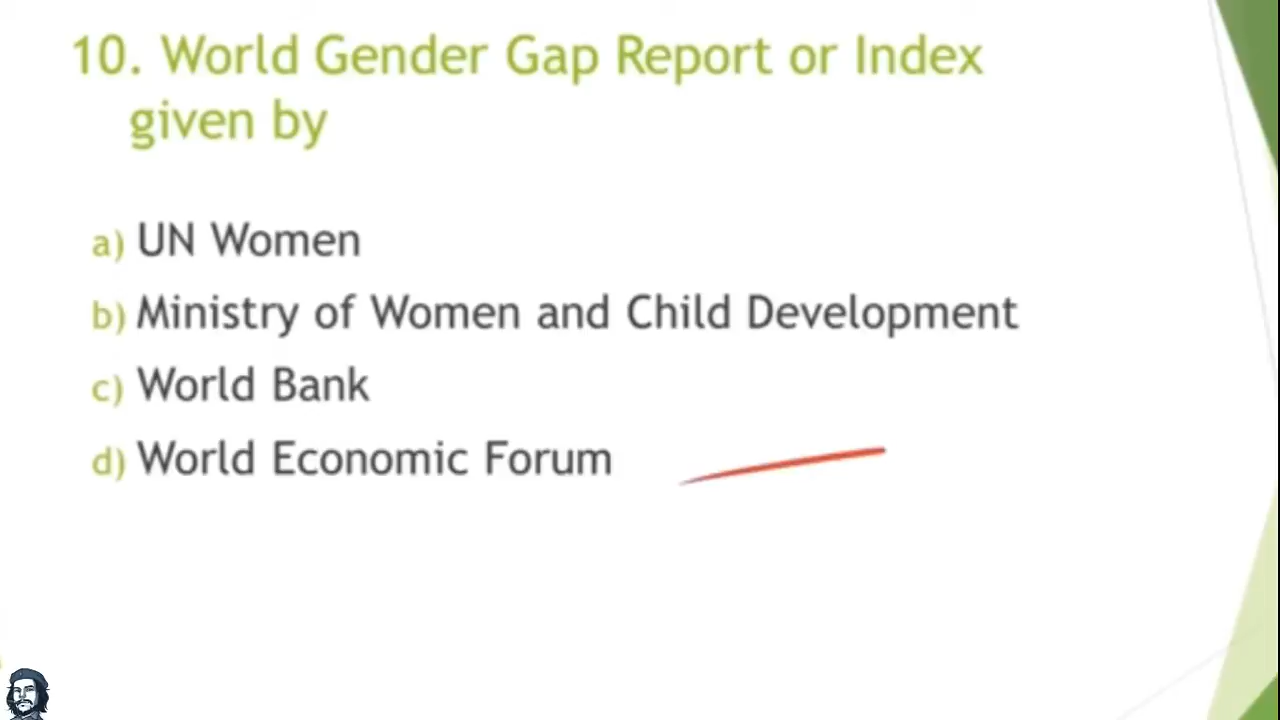 10. World Gender Gap Report or Index
given by
a) UN Women
b) Ministry of Women and Child Development
c) World Bank
d) World Economic Forum